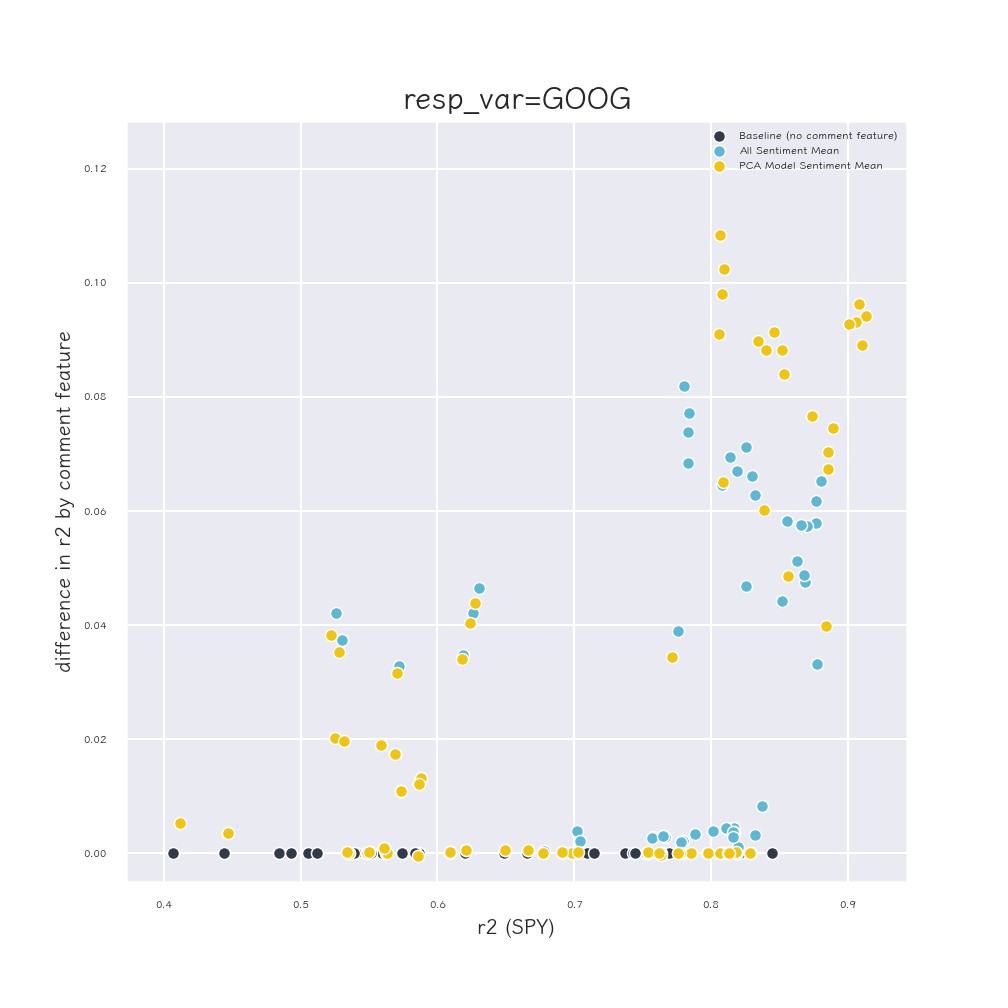 resp_var=GOOG
Baseline (no comment feature)
All Sentiment Mean
PCA Model Sentiment Mean
0.12
0.10
0.08
0.06
0.04
0.02
0.00
difference in r2 by comment feature
0.4 0.5 0.6 0.7 0.8 0.9
r2 (SPY)